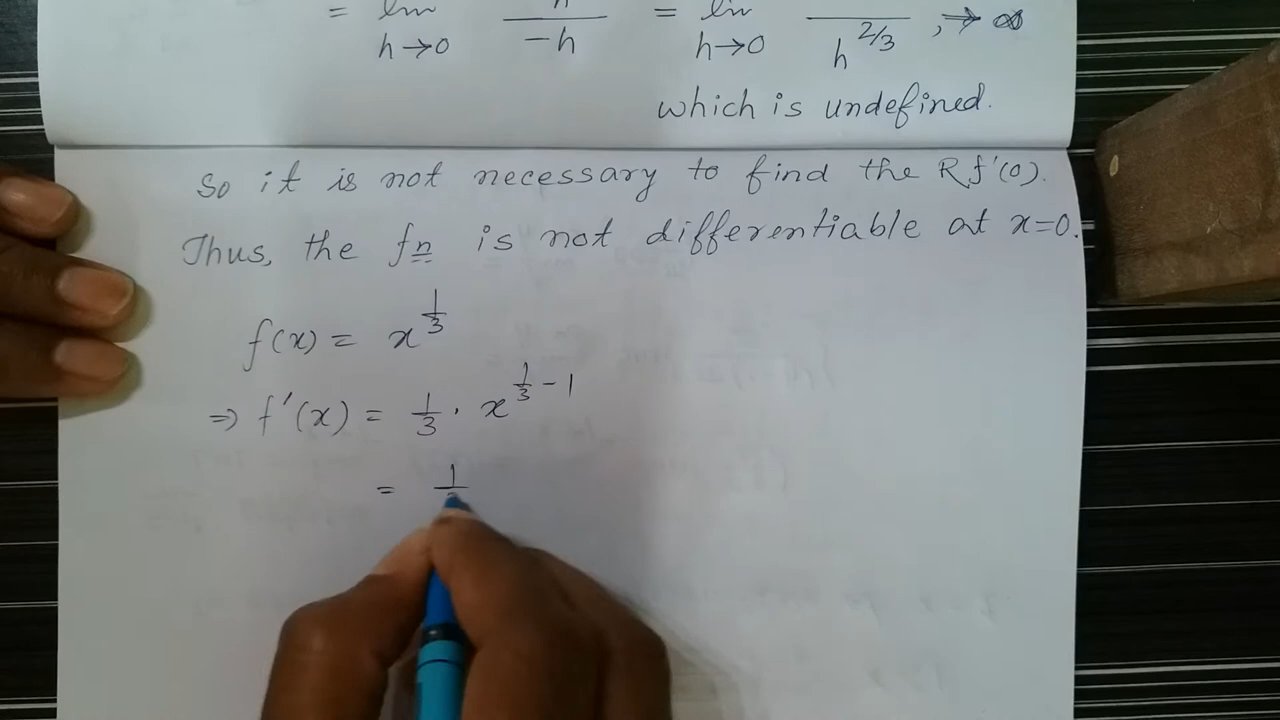 = lim h→0 /-h = lim h→0 /h^2/3 , → ∞
which is undefined.
So it is not necessary to find the Rf'(0).
Thus, the fn is not differentiable at x=0.
f(x) = x^1/3
⇒ f'(x) = 1/3 · x^1/3-1
= 1/